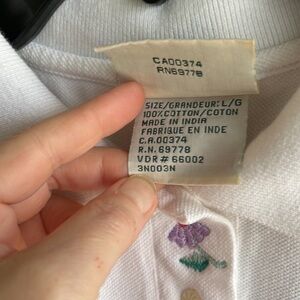 CA00374
RN69778
SIZE/GRANDEUR: L/G
100% COTTON/COTON
MADE IN INDIA
FABRIQUE EN INDE
C.A.00374
R.N. 69778
VDR # 66002
3N003N